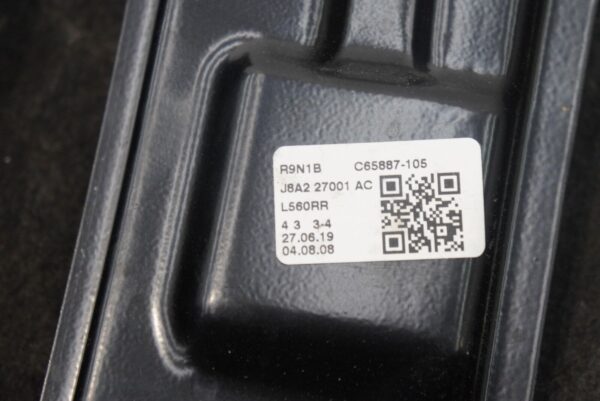 R9N1B C65887-105
J8A2 27001 AC
L560RR
4 3 3-4
27.06.19
04.08.08